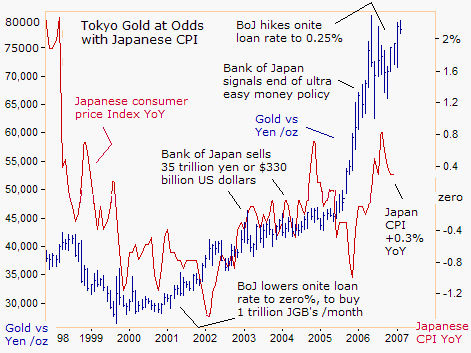 Tokyo Gold at Odds
with Japanese CPI
BoJ hikes onite
loan rate to 0.25%
Bank of Japan
signals end of ultra
easy money policy
Japanese consumer
price Index YoY
Gold vs
Yen /oz
Bank of Japan sells
35 trillyen yen or $330
billion US dollars
Japan
CPI
+0.3%
YoY
BoJ lowers onite loan
rate to zero%, to buy
1 trillion JGB's /month
80000
75,000
70,000
65,000
60,000
55,000
50,000
45,000
40,000
35,000
30,000
2%
1.6
1.2
0.8
0.4
zero
-0.4
-0.8
-1.2
Gold vs
Yen /oz
98 1999 2000 2001 2002 2003 2004 2005 2006 2007
Japanese
CPI YoY